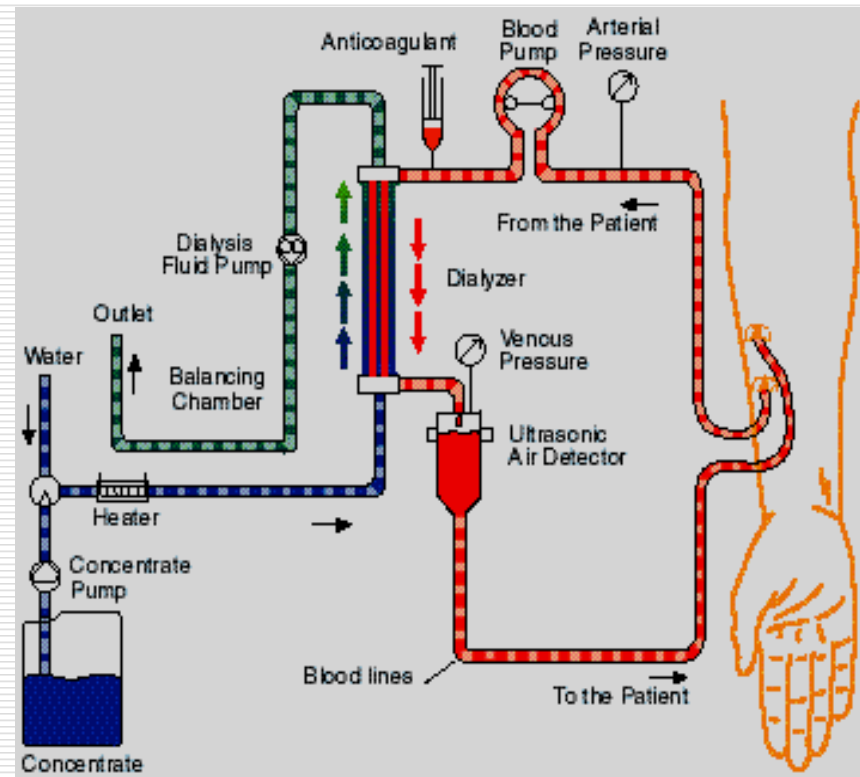 Anticoagulant
Blood
Pump
Arterial
Pressure
From the Patient
Dialysis
Fluid Pump
Dialyzer
Outlet
Venous
Pressure
Water
Balancing
Chamber
Ultrasonic
Air Detector
Heater
Concentrate
Pump
Blood lines
To the Patient
Concentrate